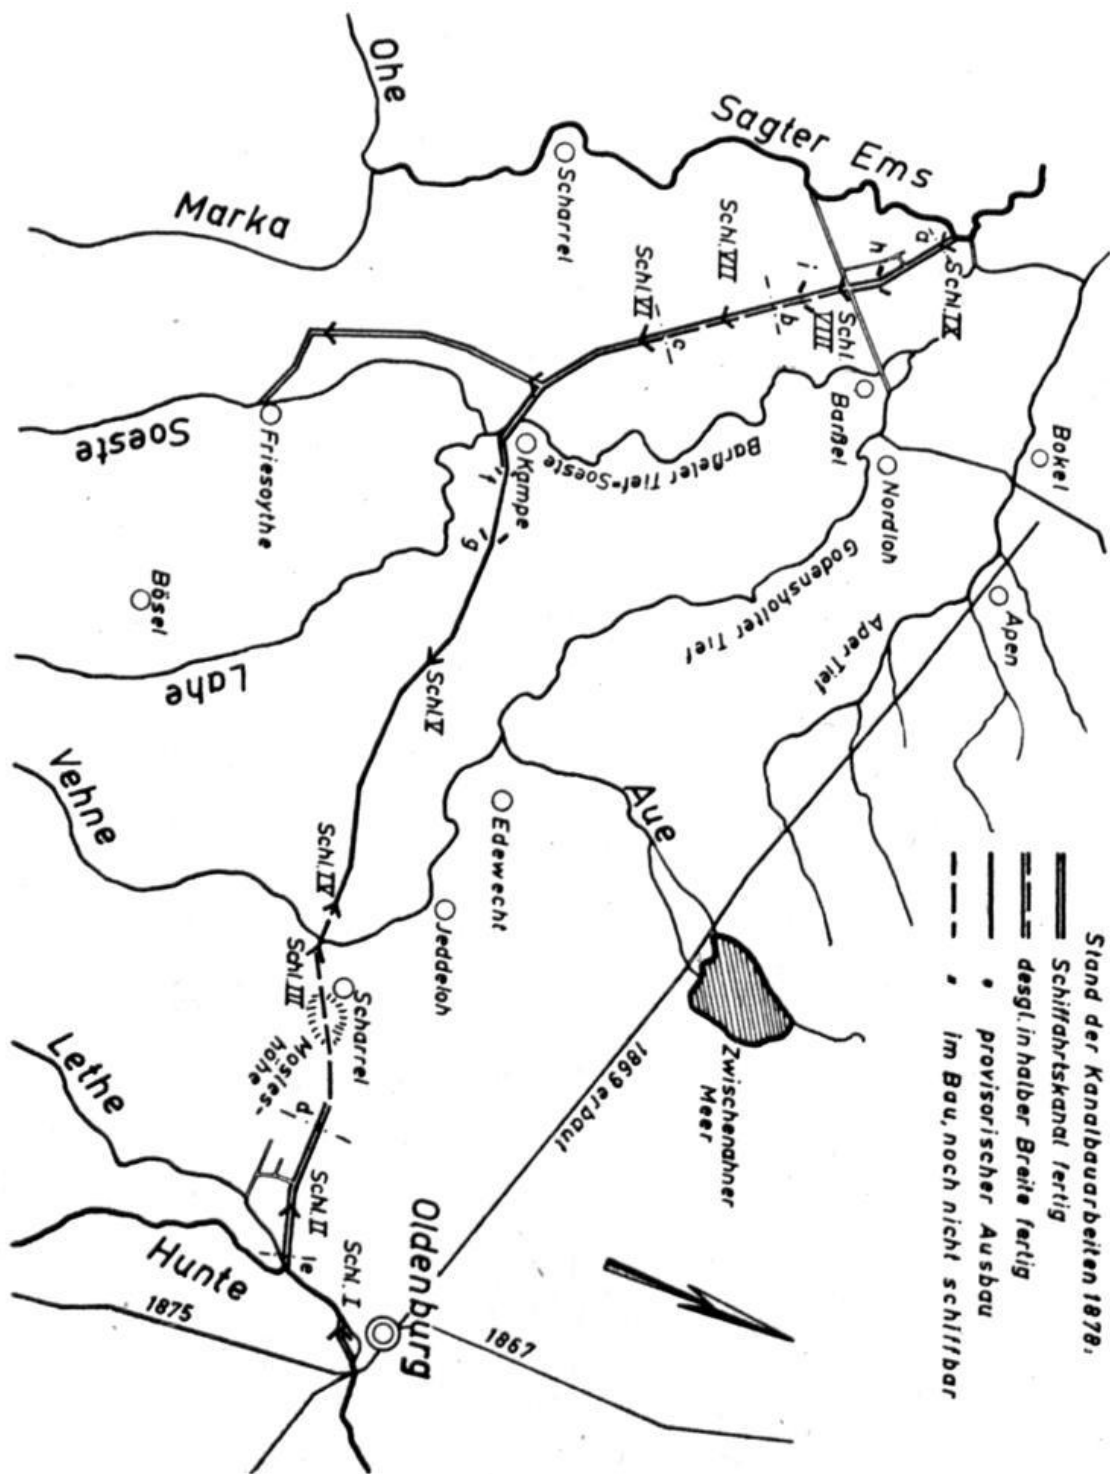 Stand der Kanalbauarbeiten 1878:
Schiffahrtskanal fertig
desgl. in halber Breite fertig
" provisorischer Ausbau
" im Bau, noch nicht schiffbar
Ohe
Marka
Sagter Ems
Scharrel
Schl. IX
a
h
i
Schl. VIII
b
Schl. VII
Schl. VI
c
Barßel
Nordloh
Bokel
Apen
Barßeler Tief-Soeste
Godensholter Tief
Aper Tief
Soeste
Friesoythe
Kampe
f
g
Bösel
Lahe
Schl. V
Vehne
Schl. IV
Schl. III
Edewecht
Jeddeloh
Aue
Zwischenahner
Meer
1869 erbaut
Scharrel
Mosles-
höhe
d
Lethe
Schl. II
e
Schl. I
Hunte
Oldenburg
1875
1867